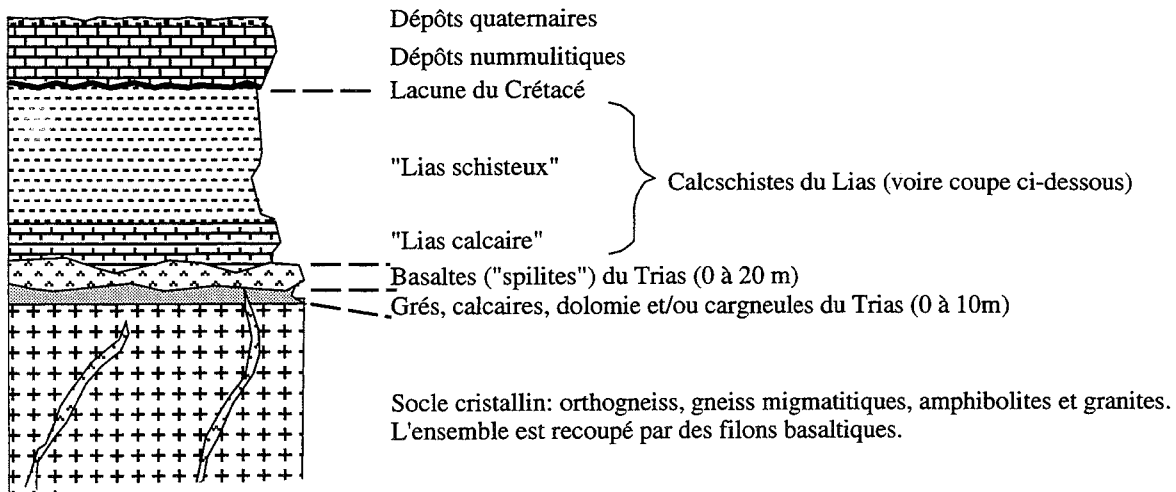 Dépôts quaternaires
Dépôts nummulitiques
Lacune du Crétacé
"Lias schisteux"
Calcschistes du Lias (voire coupe ci-dessous)
"Lias calcaire"
Basaltes ("spilites") du Trias (0 à 20 m)
Grés, calcaires, dolomie et/ou cargneules du Trias (0 à 10m)
Socle cristallin: orthogneiss, gneiss migmatitiques, amphibolites et granites.
L'ensemble est recoupé par des filons basaltiques.